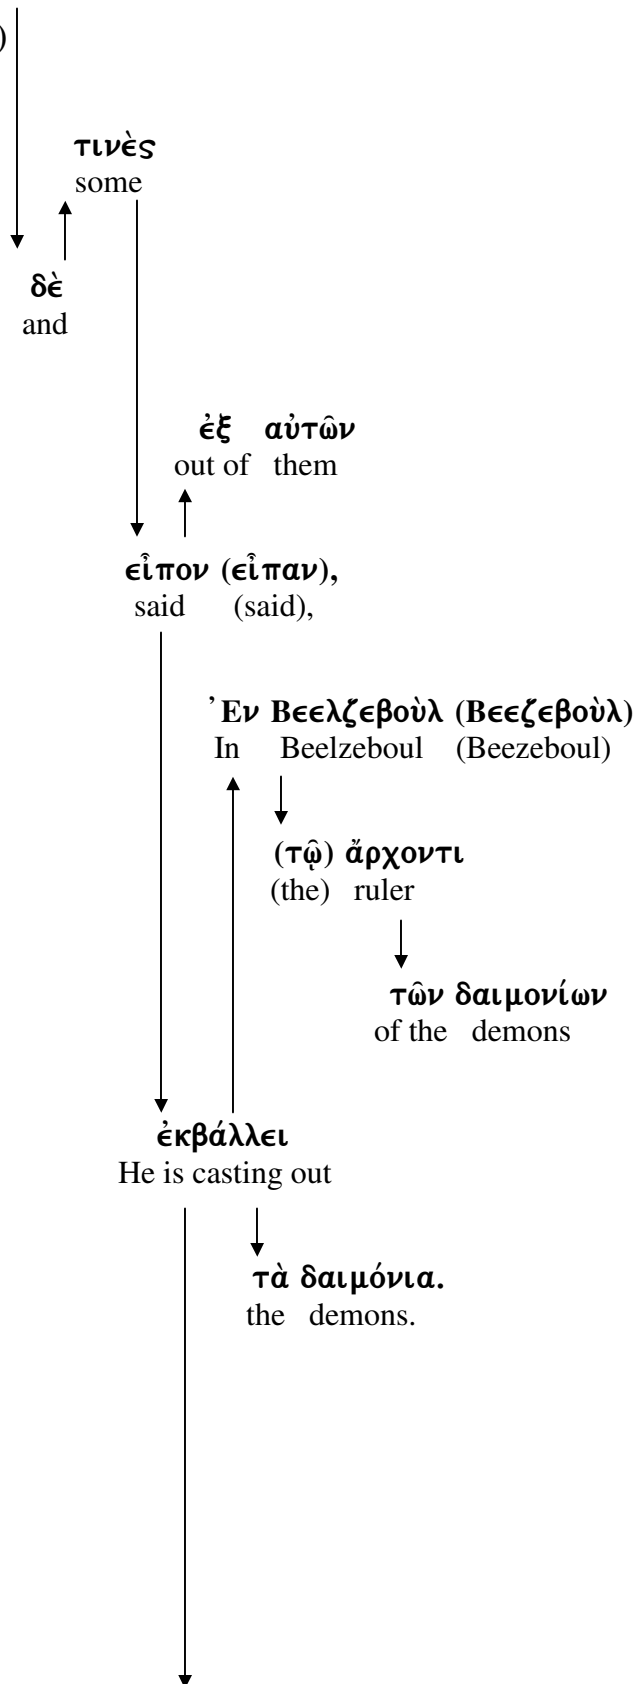 )
τινὲς
some
δὲ
and
ἐξ αὐτῶν
out of them
εἶπον (εἶπαν),
said (said),
Ἐν Βεελζεβοὺλ (Βεεζεβοὺλ)
In Beelzeboul (Beezeboul)
(τῷ) ἄρχοντι
(the) ruler
τῶν δαιμονίων
of the demons
ἐκβάλλει
He is casting out
τὰ δαιμόνια.
the demons.